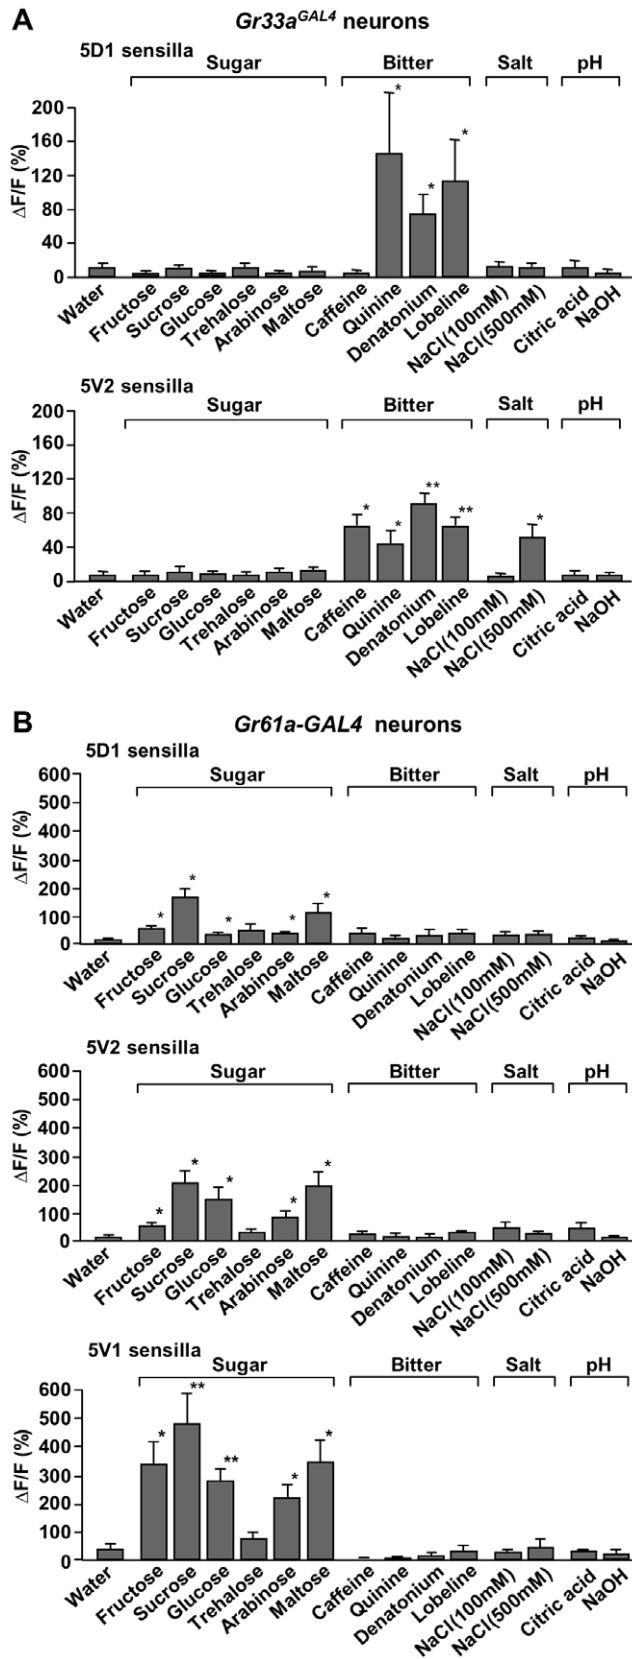 A Gr33aGAL4 neurons
5D1 sensilla
Sugar Bitter Salt pH
ΔF/F (%)
200
160
120
80
40
0
Water Fructose Sucrose Glucose Trehalose Arabinose Maltose Caffeine Quinine Denatonium Lobeline NaCl(100mM) NaCl(500mM) Citric acid NaOH
* * *
5V2 sensilla
Sugar Bitter Salt pH
ΔF/F (%)
200
160
120
80
40
0
Water Fructose Sucrose Glucose Trehalose Arabinose Maltose Caffeine Quinine Denatonium Lobeline NaCl(100mM) NaCl(500mM) Citric acid NaOH
* * ** ** *
B Gr61a-GAL4 neurons
5D1 sensilla
Sugar Bitter Salt pH
ΔF/F (%)
600
500
400
300
200
100
0
Water Fructose Sucrose Glucose Trehalose Arabinose Maltose Caffeine Quinine Denatonium Lobeline NaCl(100mM) NaCl(500mM) Citric acid NaOH
* * * * *
5V2 sensilla
Sugar Bitter Salt pH
ΔF/F (%)
600
500
400
300
200
100
0
Water Fructose Sucrose Glucose Trehalose Arabinose Maltose Caffeine Quinine Denatonium Lobeline NaCl(100mM) NaCl(500mM) Citric acid NaOH
* * * * *
5V1 sensilla
Sugar Bitter Salt pH
ΔF/F (%)
600
500
400
300
200
100
0
Water Fructose Sucrose Glucose Trehalose Arabinose Maltose Caffeine Quinine Denatonium Lobeline NaCl(100mM) NaCl(500mM) Citric acid NaOH
* ** ** * *